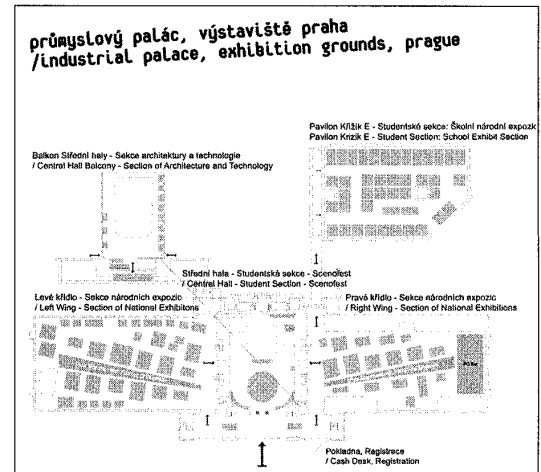 průmyslový palác, výstaviště praha
/industrial palace, exhibition grounds, prague
Pavilon Křižík E - Studentská sekce: Školní národní expozic
Pavilon Krizik E - Student Section: School Exhibit Section
Balkon Střední haly - Sekce architektury a technologie
/ Central Hall Balcony - Section of Architecture and Technology
Střední hala - Studentská sekce - Scenofest
/ Central Hall - Student Section - Scenofest
Levé křídlo - Sekce národních expozic
/ Left Wing - Section of National Exhibitons
Pravé křídlo - Sekce národních expozic
/ Right Wing - Section of National Exhibitions
Pokladna, Registrace
/ Cash Desk, Registration